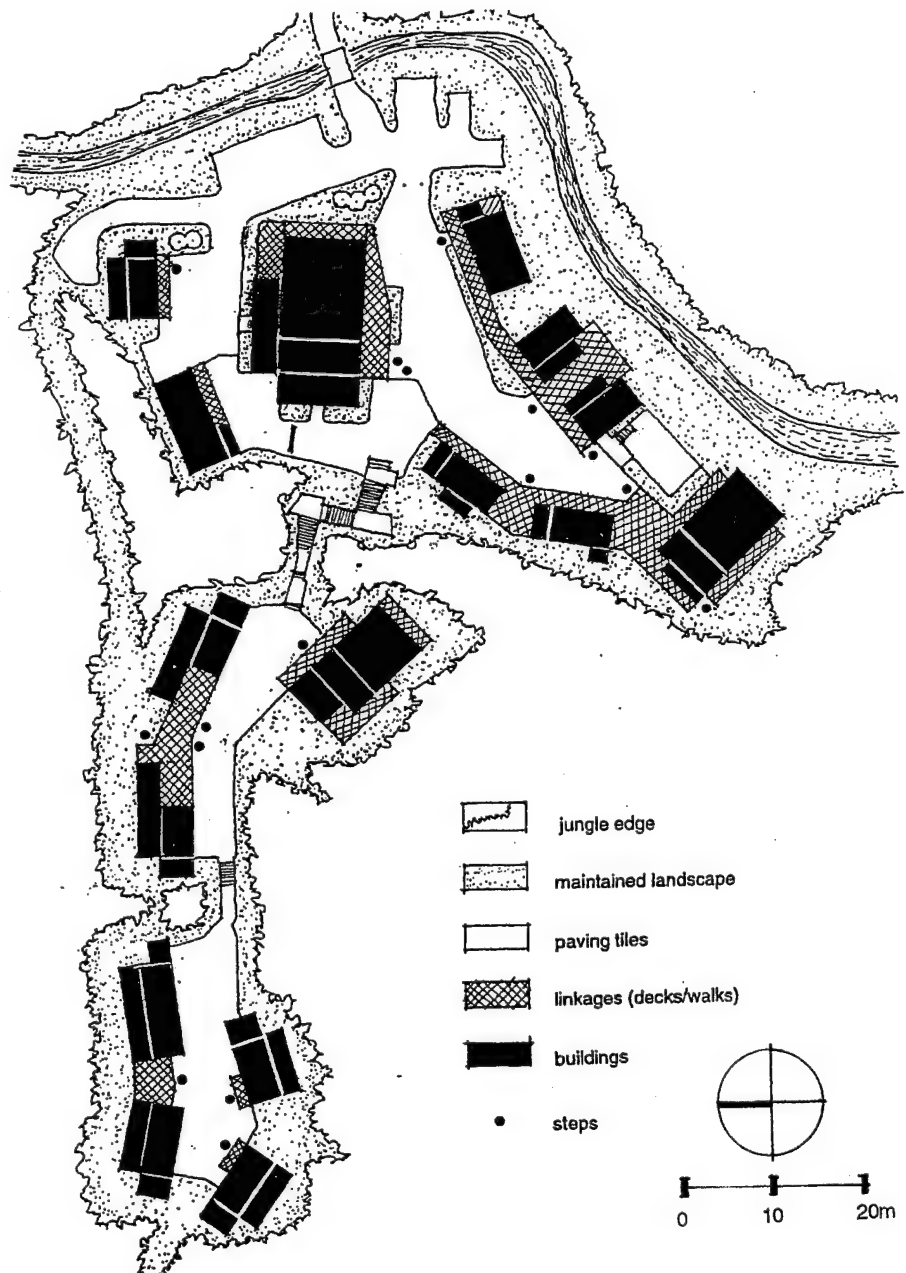 jungle edge
maintained landscape
paving tiles
linkages (decks/walks)
buildings
steps
0 10 20m